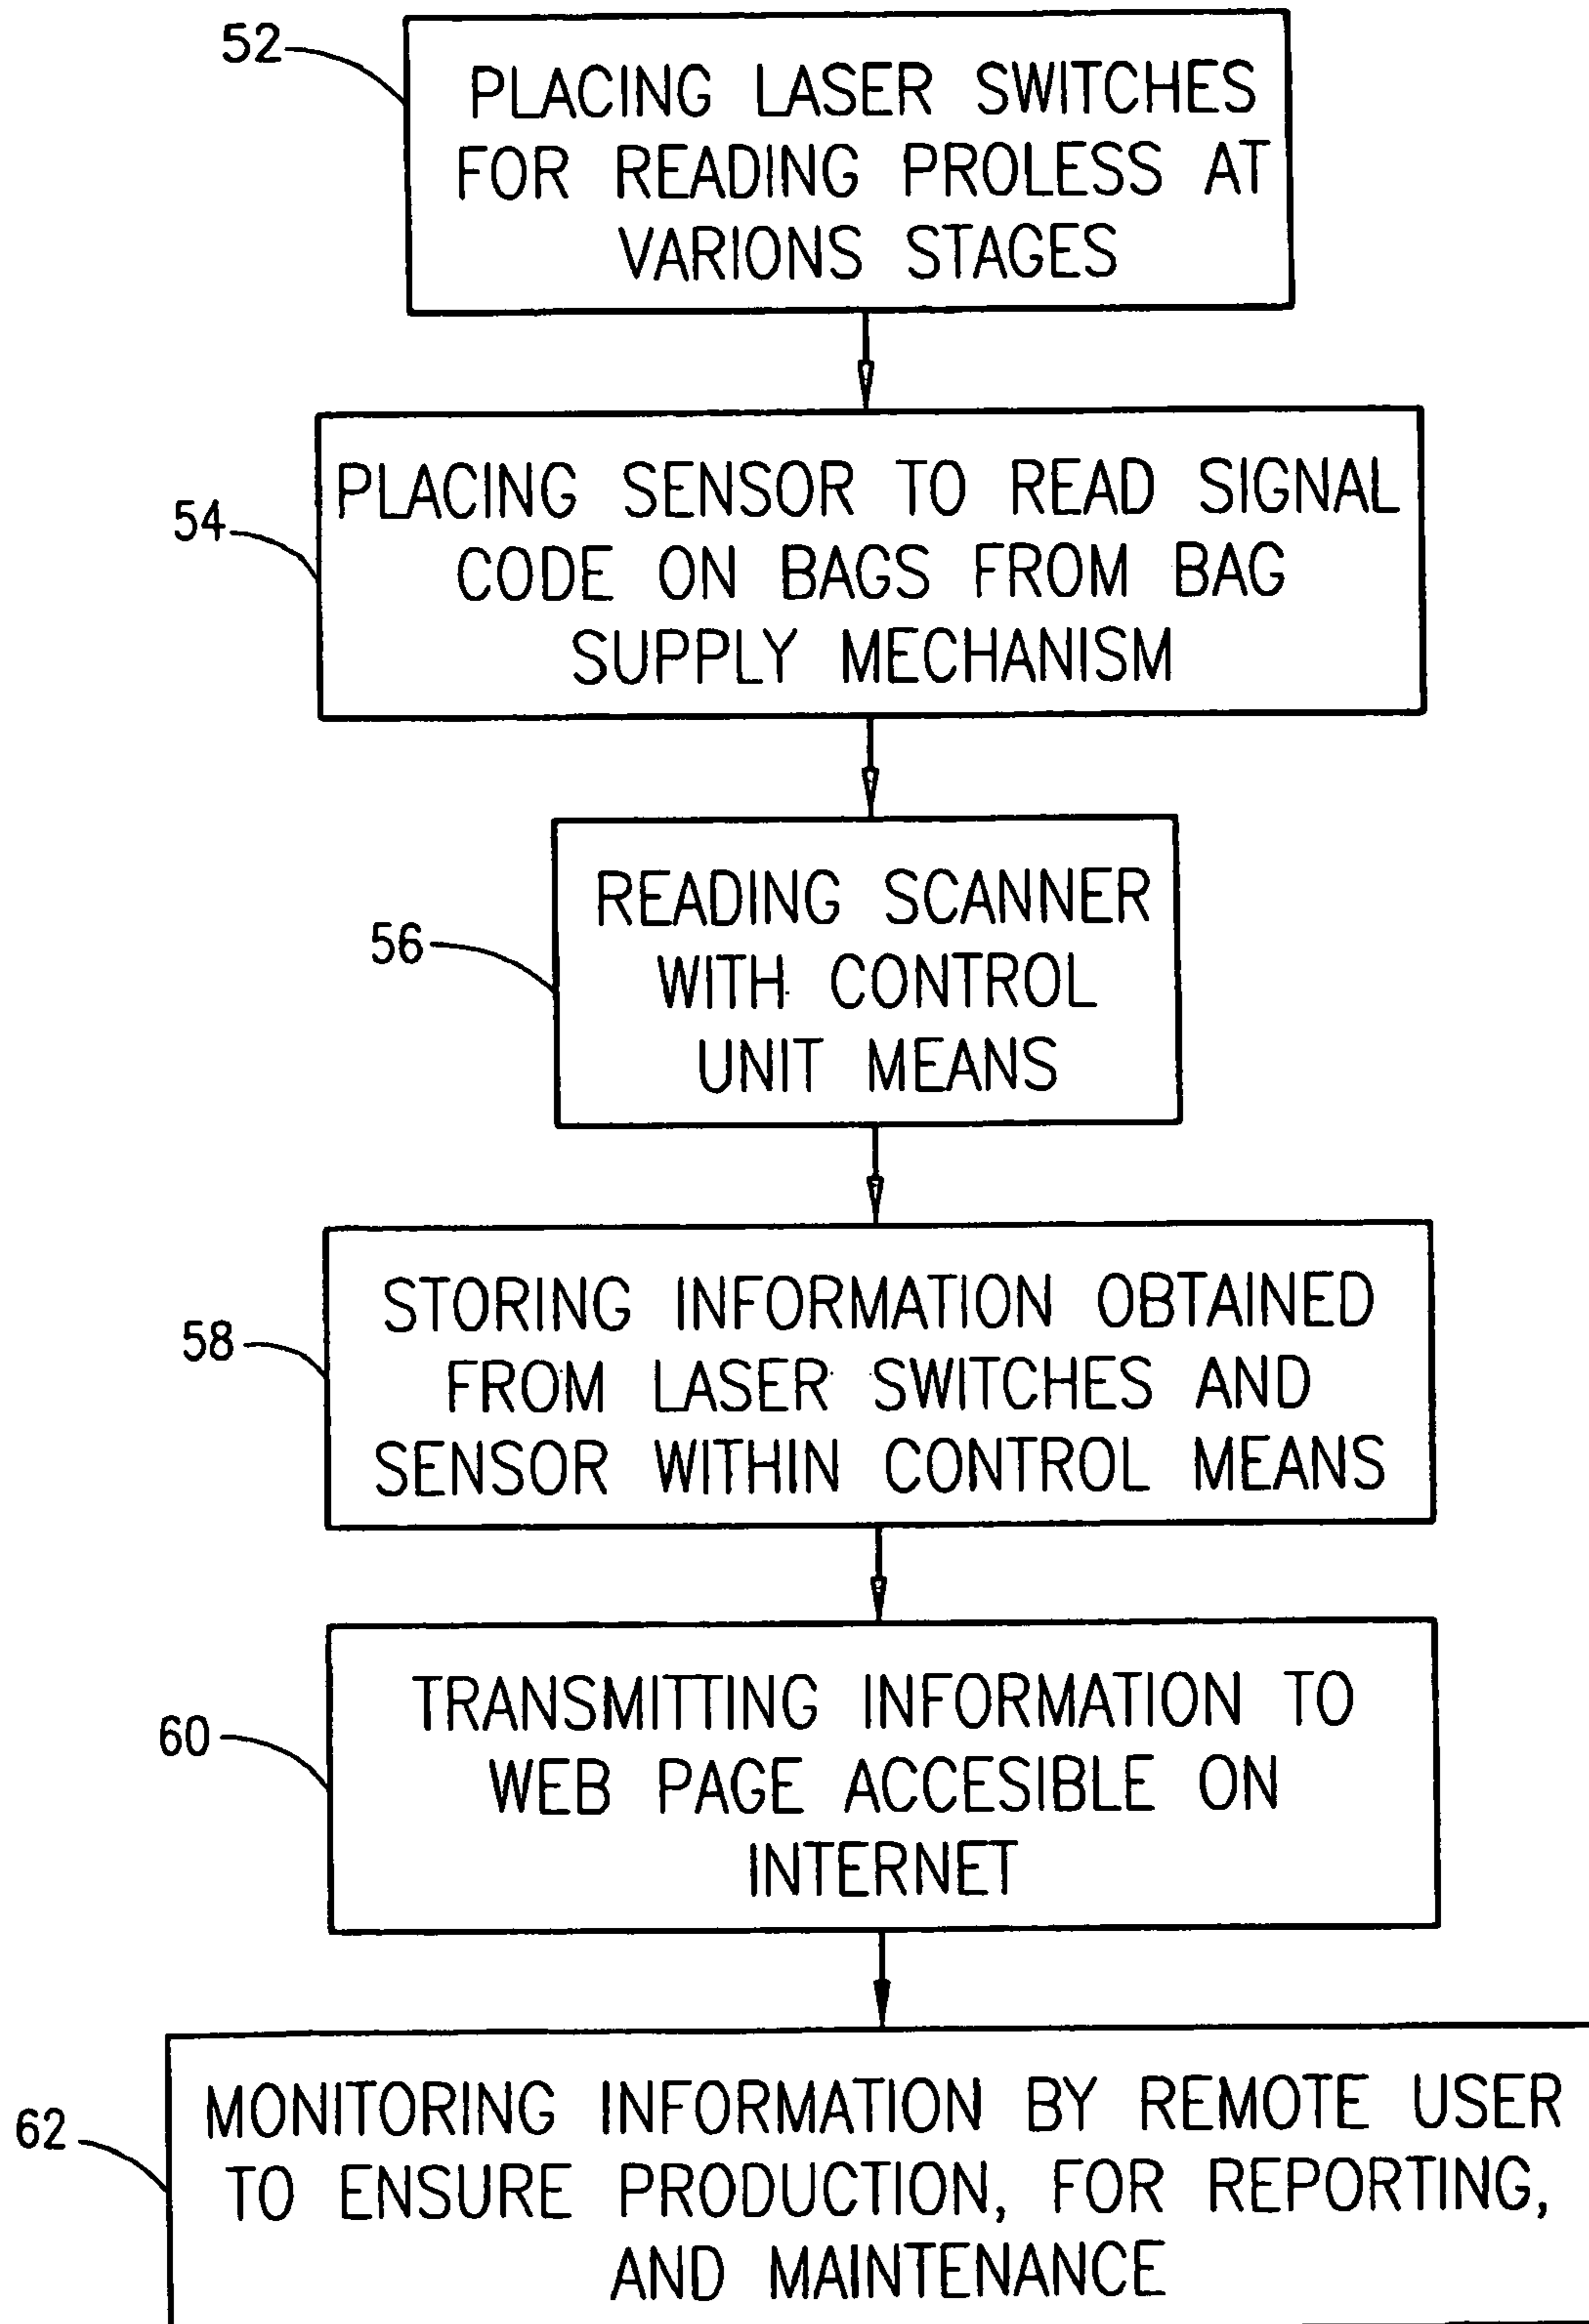 52
PLACING LASER SWITCHES
FOR READING PROLESS AT
VARIONS STAGES
54
PLACING SENSOR TO READ SIGNAL
CODE ON BAGS FROM BAG
SUPPLY MECHANISM
56
READING SCANNER
WITH CONTROL
UNIT MEANS
58
STORING INFORMATION OBTAINED
FROM LASER SWITCHES AND
SENSOR WITHIN CONTROL MEANS
60
TRANSMITTING INFORMATION TO
WEB PAGE ACCESIBLE ON
INTERNET
62
MONITORING INFORMATION BY REMOTE USER
TO ENSURE PRODUCTION, FOR REPORTING,
AND MAINTENANCE